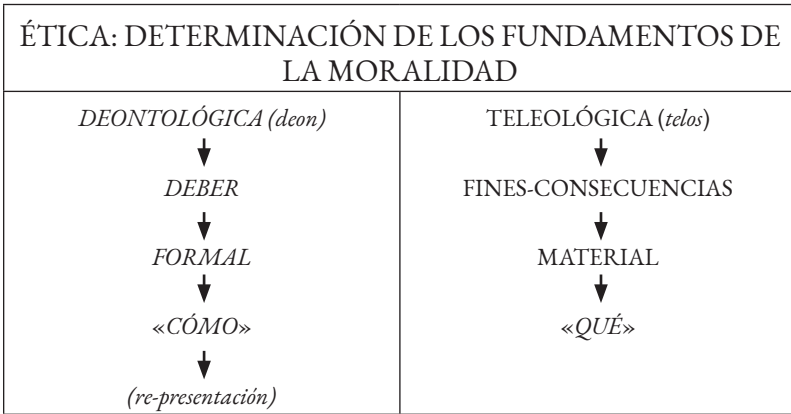 ÉTICA: DETERMINACIÓN DE LOS FUNDAMENTOS DE
LA MORALIDAD
DEONTOLÓGICA (deon)
DEBER
FORMAL
«CÓMO»
(re-presentación)
TELEOLÓGICA (telos)
FINES-CONSECUENCIAS
MATERIAL
«QUÉ»